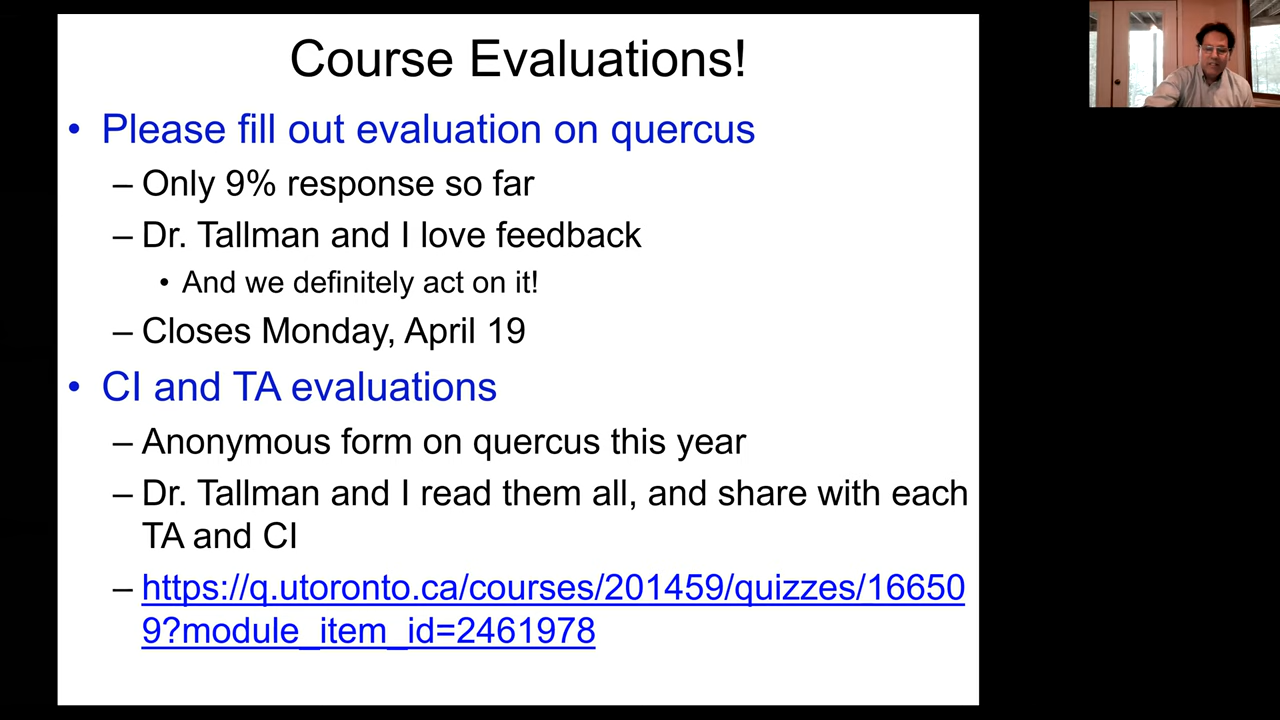 Course Evaluations!
• Please fill out evaluation on quercus
– Only 9% response so far
– Dr. Tallman and I love feedback
• And we definitely act on it!
– Closes Monday, April 19
• CI and TA evaluations
– Anonymous form on quercus this year
– Dr. Tallman and I read them all, and share with each
TA and CI
– https://q.utoronto.ca/courses/201459/quizzes/16650
9?module_item_id=2461978